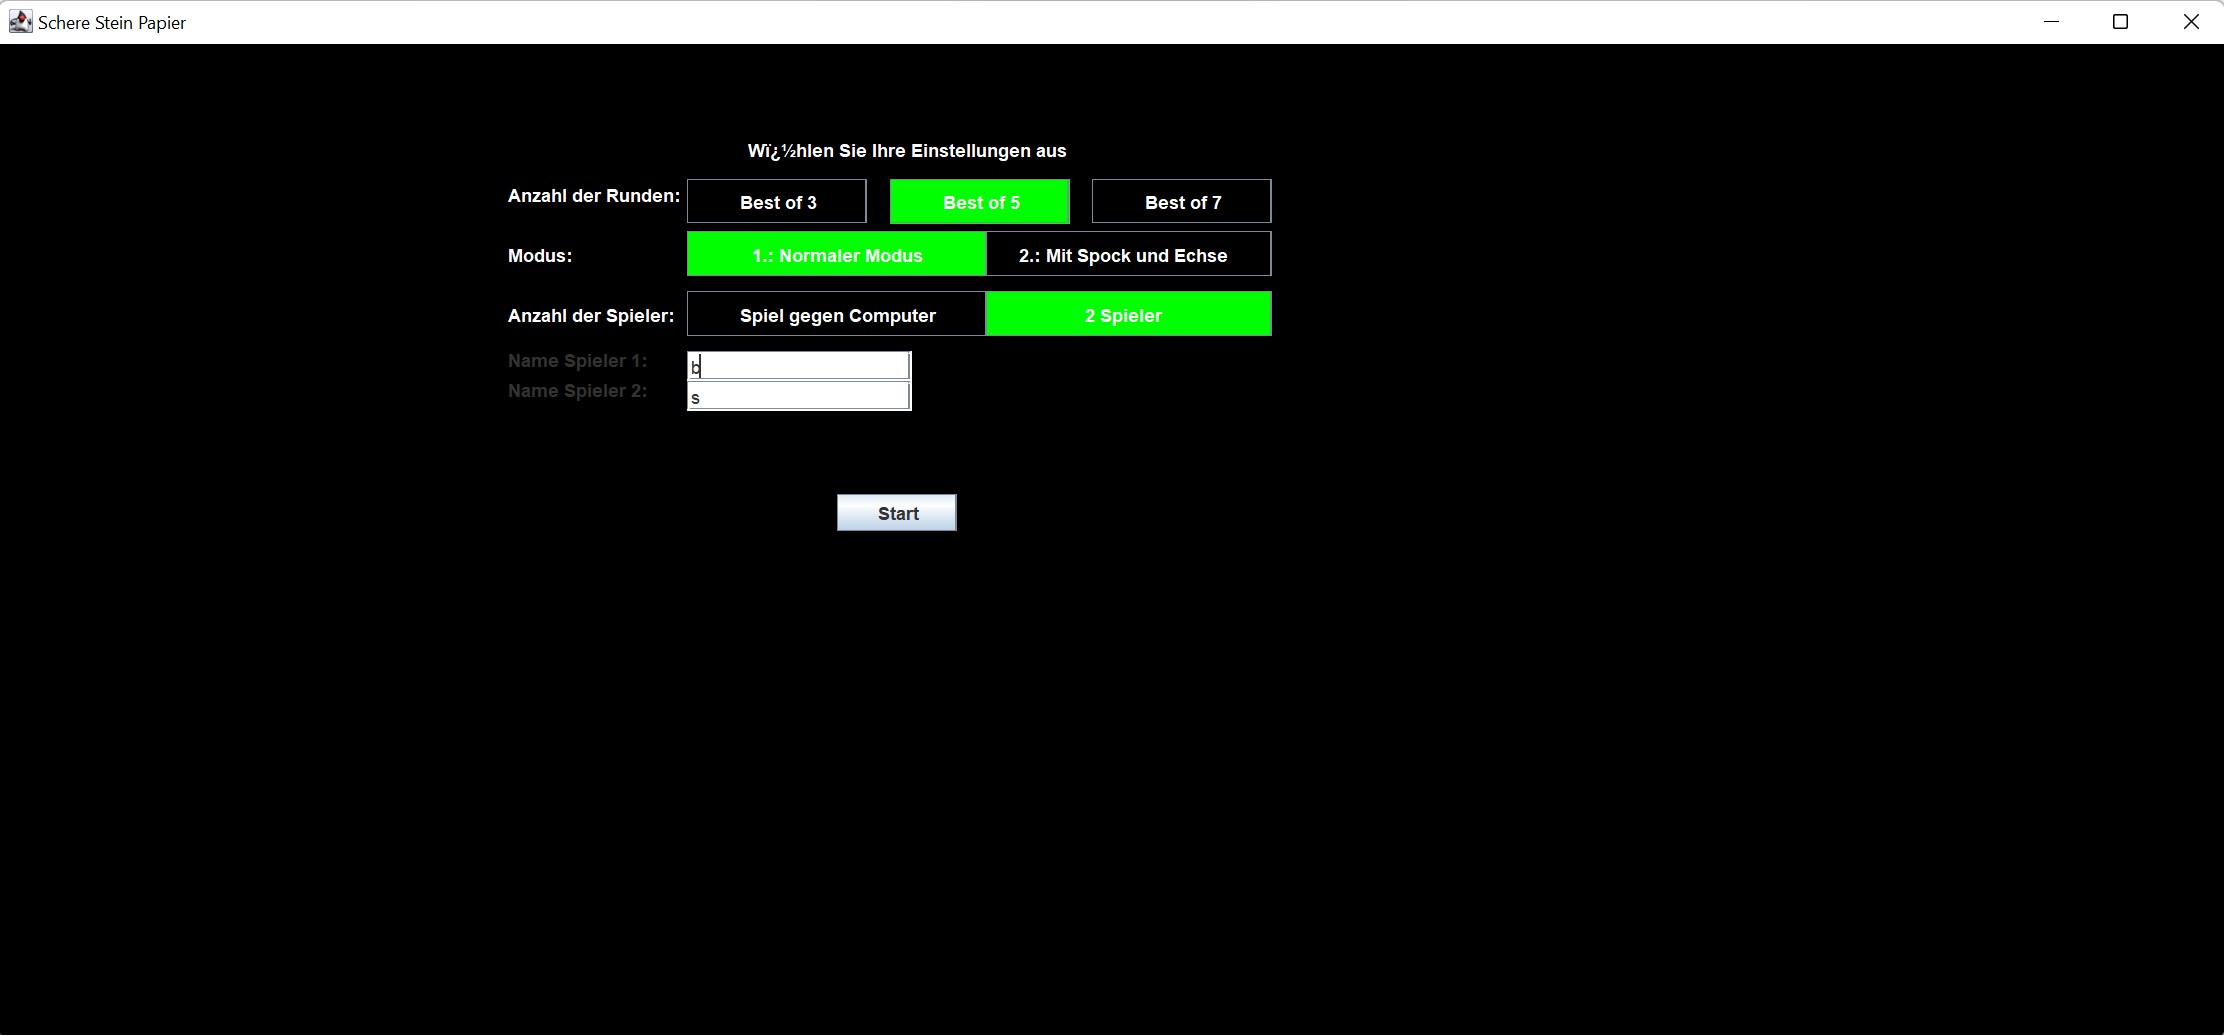 Schere Stein Papier
Wï¿½hlen Sie Ihre Einstellungen aus
Anzahl der Runden: Best of 3 Best of 5 Best of 7
Modus: 1.: Normaler Modus 2.: Mit Spock und Echse
Anzahl der Spieler: Spiel gegen Computer 2 Spieler
Name Spieler 1: b
Name Spieler 2: s
Start